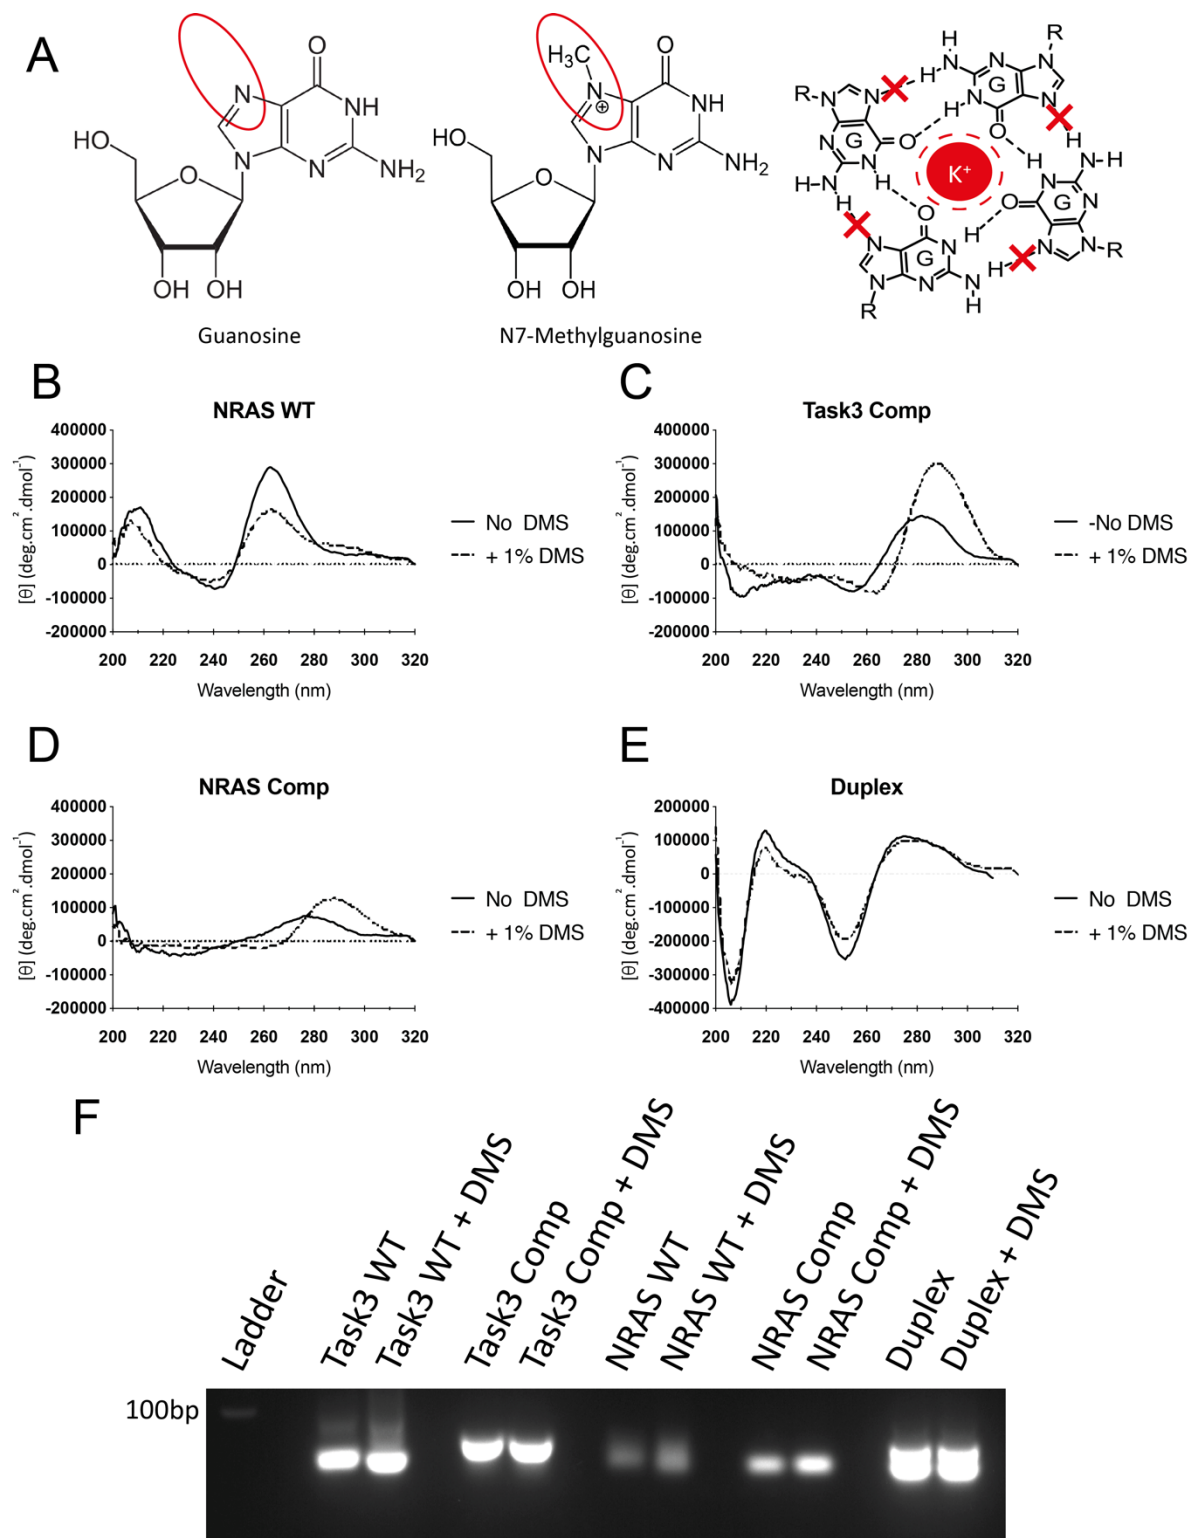 A
N
O
NH
N
N
NH2
HO
O
OH OH
Guanosine
H3C
N
+
O
NH
N
N
NH2
HO
O
OH OH
N7-Methylguanosine
R
H
N
H
N
N
G
N
H
N
O
R
N
N
G
O
N
NH
N
H
H
K+
H
N
H
H
N
N
G
O
N
N
R
O
H
N
NH
G
N
N
N
N
H
H
H
R
B
NRAS WT
400000
300000
200000
100000
0
-100000
-200000
[θ] (deg.cm2.dmol-1)
200 220 240 260 280 300 320
Wavelength (nm)
No DMS
+ 1% DMS
C
Task3 Comp
400000
300000
200000
100000
0
-100000
-200000
[θ] (deg.cm2.dmol-1)
200 220 240 260 280 300 320
Wavelength (nm)
-No DMS
+ 1% DMS
D
NRAS Comp
400000
300000
200000
100000
0
-100000
-200000
[θ] (deg.cm2.dmol-1)
200 220 240 260 280 300 320
Wavelength (nm)
No DMS
+ 1% DMS
E
Duplex
200000
100000
0
-100000
-200000
-300000
-400000
[θ] (deg.cm2.dmol-1)
200 220 240 260 280 300 320
Wavelength (nm)
No DMS
+ 1% DMS
F
Ladder
Task3 WT
Task3 WT + DMS
Task3 Comp
Task3 Comp + DMS
NRAS WT
NRAS WT + DMS
NRAS Comp
NRAS Comp + DMS
Duplex
Duplex + DMS
100bp